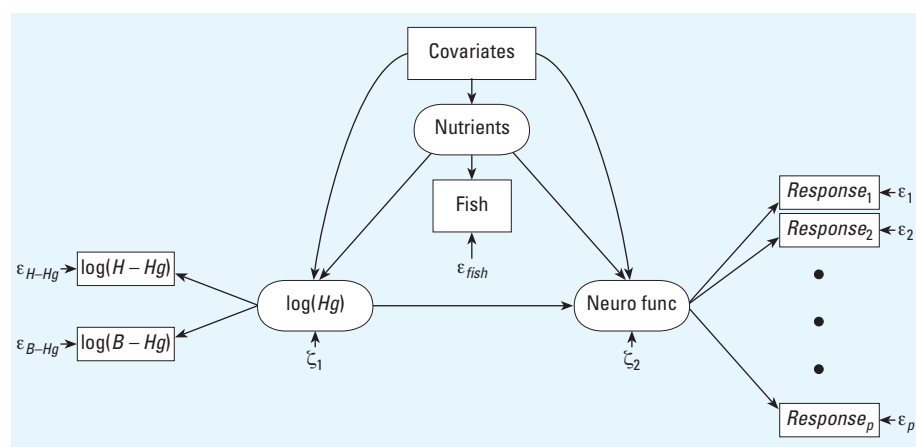 Covariates
Nutrients
Fish
ε_fish
Response₁
ε₁
Response₂
ε₂
ε_H–Hg
log(H – Hg)
log(Hg)
Neuro func
ε_B–Hg
log(B – Hg)
ζ₁
ζ₂
Response_p
ε_p